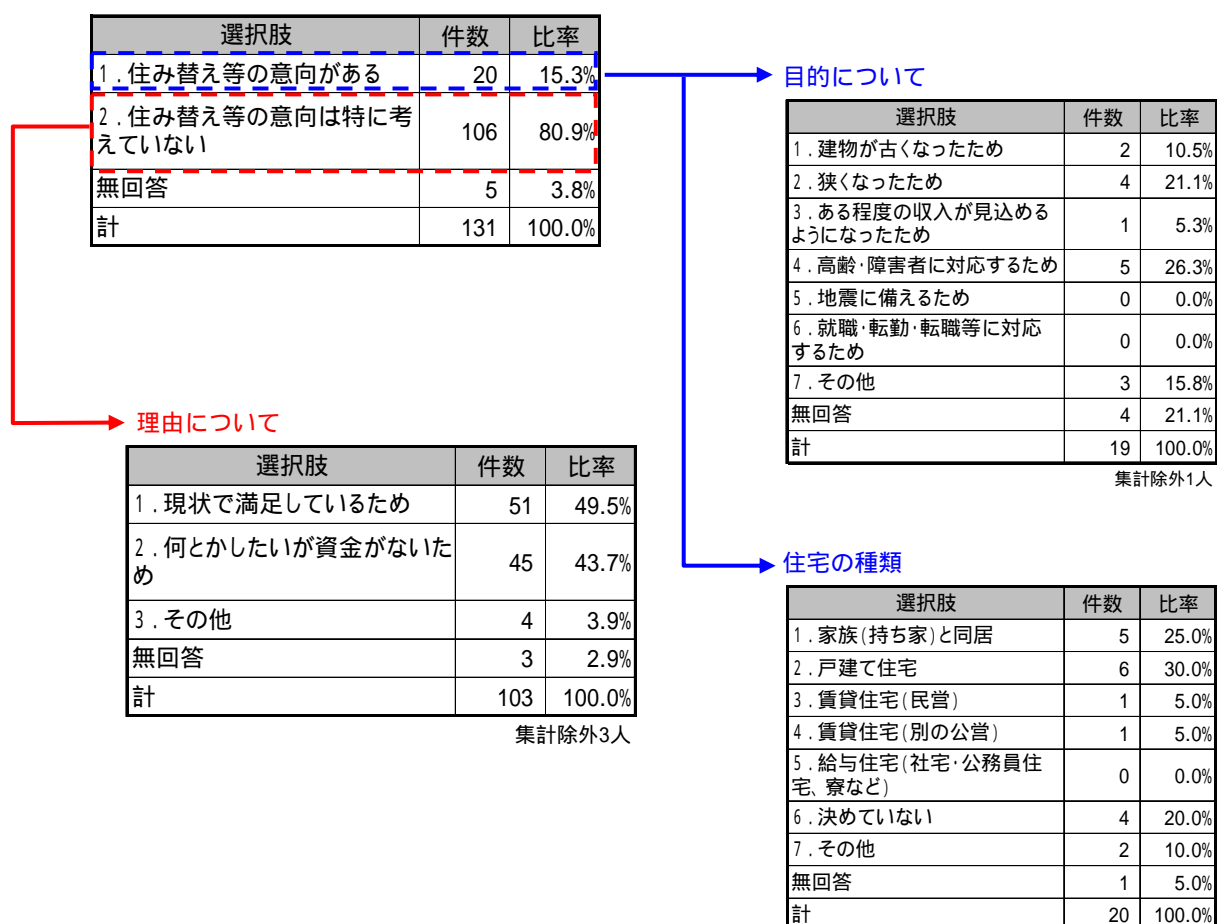 選択肢 件数 比率
1．住み替え等の意向がある 20 15.3%
2．住み替え等の意向は特に考
えていない 106 80.9%
無回答 5 3.8%
計 131 100.0%
目的について
選択肢 件数 比率
1．建物が古くなったため 2 10.5%
2．狭くなったため 4 21.1%
3．ある程度の収入が見込める
ようになったため 1 5.3%
4．高齢・障害者に対応するため 5 26.3%
5．地震に備えるため 0 0.0%
6．就職・転勤・転職等に対応
するため 0 0.0%
7．その他 3 15.8%
無回答 4 21.1%
計 19 100.0%
集計除外1人
理由について
選択肢 件数 比率
1．現状で満足しているため 51 49.5%
2．何とかしたいが資金がないた
め 45 43.7%
3．その他 4 3.9%
無回答 3 2.9%
計 103 100.0%
集計除外3人
住宅の種類
選択肢 件数 比率
1．家族(持ち家)と同居 5 25.0%
2．戸建て住宅 6 30.0%
3．賃貸住宅(民営) 1 5.0%
4．賃貸住宅(別の公営) 1 5.0%
5．給与住宅(社宅・公務員住
宅、寮など) 0 0.0%
6．決めていない 4 20.0%
7．その他 2 10.0%
無回答 1 5.0%
計 20 100.0%